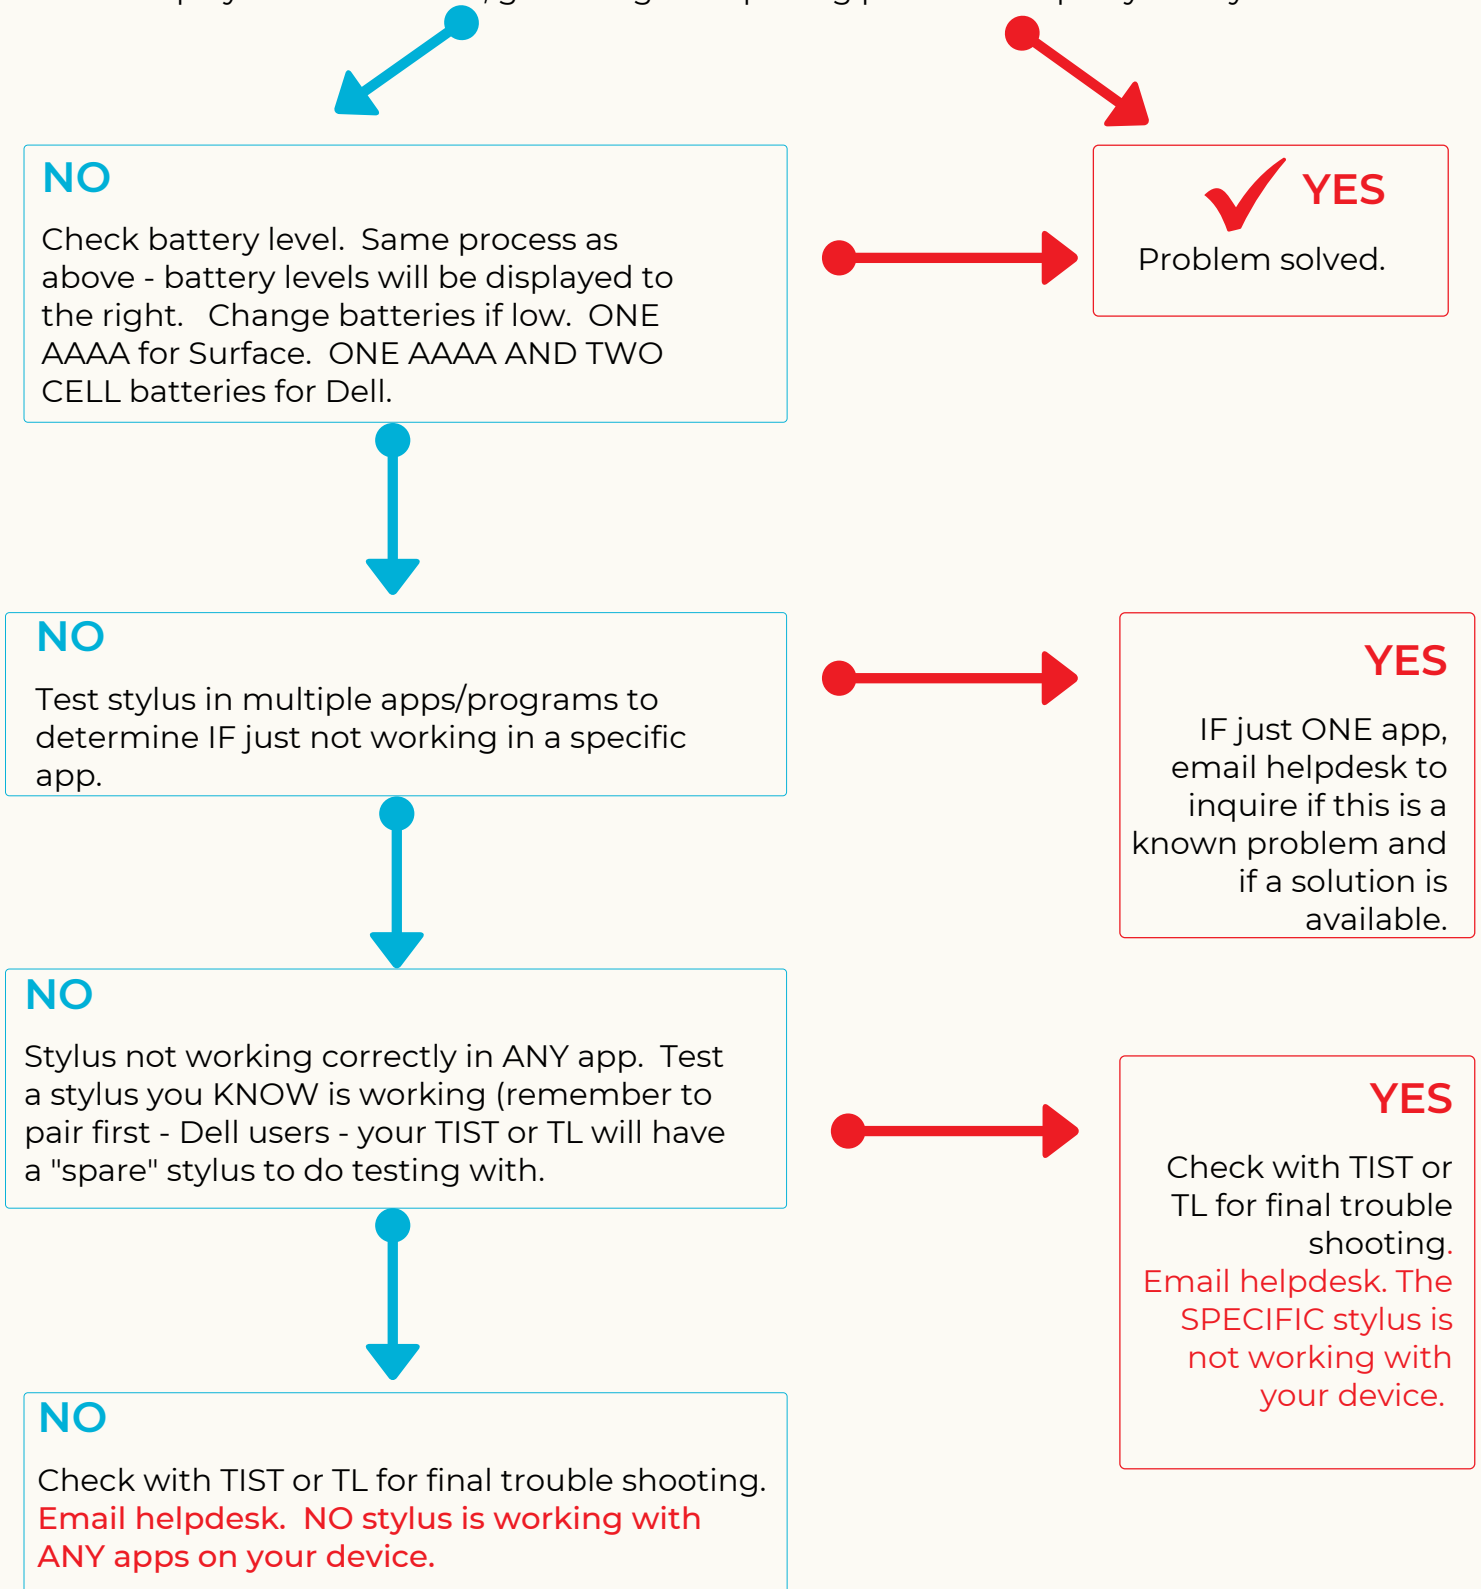 NO
Check battery level.  Same process as
above - battery levels will be displayed to
the right.   Change batteries if low.  ONE
AAAA for Surface.  ONE AAAA AND TWO
CELL batteries for Dell.
YES
Problem solved.
NO
Test stylus in multiple apps/programs to
determine IF just not working in a specific
app.
YES
IF just ONE app,
email helpdesk to
inquire if this is a
known problem and
if a solution is
available.
NO
Stylus not working correctly in ANY app.  Test
a stylus you KNOW is working (remember to
pair first - Dell users - your TIST or TL will have
a "spare" stylus to do testing with.
YES
Check with TIST or
TL for final trouble
shooting.
Email helpdesk. The
SPECIFIC stylus is
not working with
your device.
NO
Check with TIST or TL for final trouble shooting.
Email helpdesk.  NO stylus is working with
ANY apps on your device.